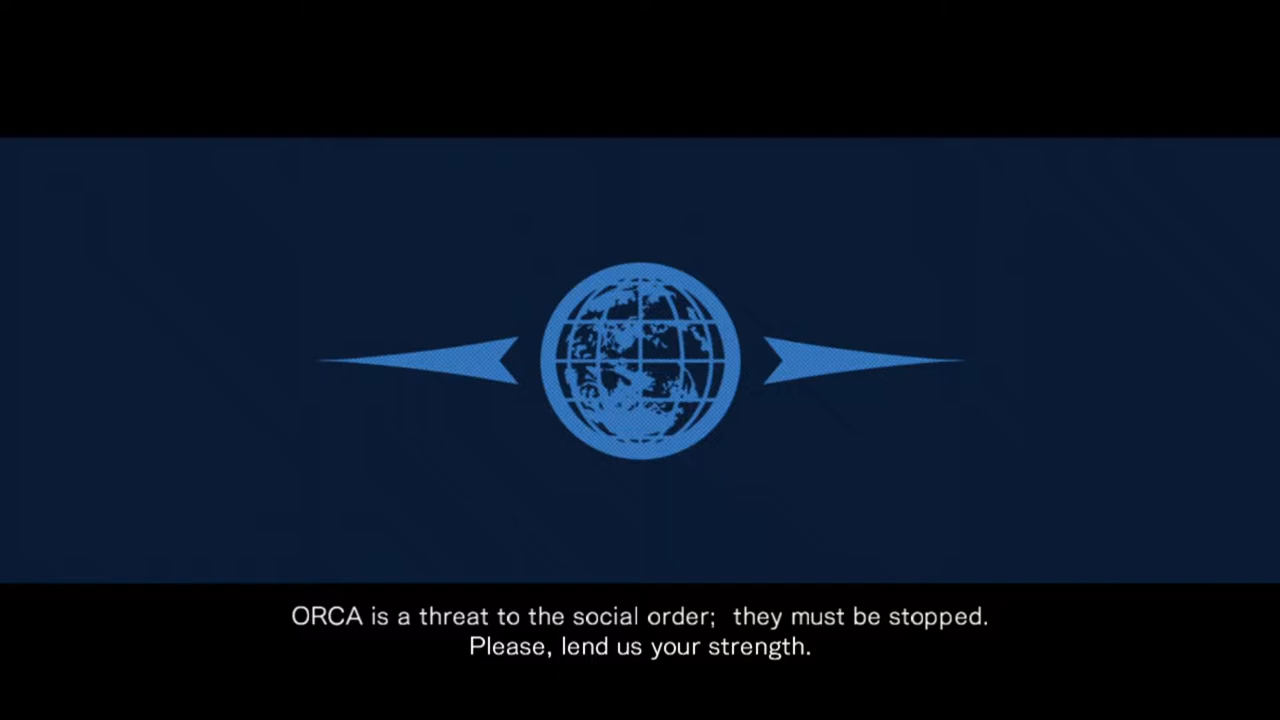 ORCA is a threat to the social order;  they must be stopped.
Please, lend us your strength.